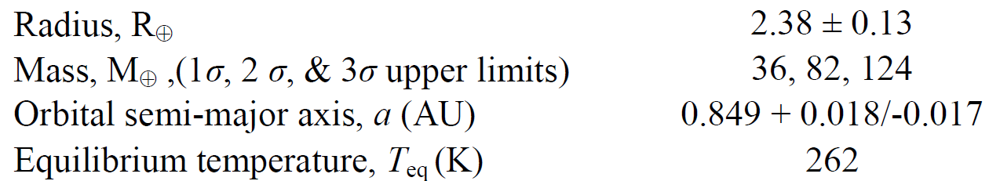 Radius, R⊕ 2.38 ± 0.13
Mass, M⊕ ,(1σ, 2 σ, & 3σ upper limits) 36, 82, 124
Orbital semi-major axis, a (AU) 0.849 + 0.018/-0.017
Equilibrium temperature, Teq (K) 262